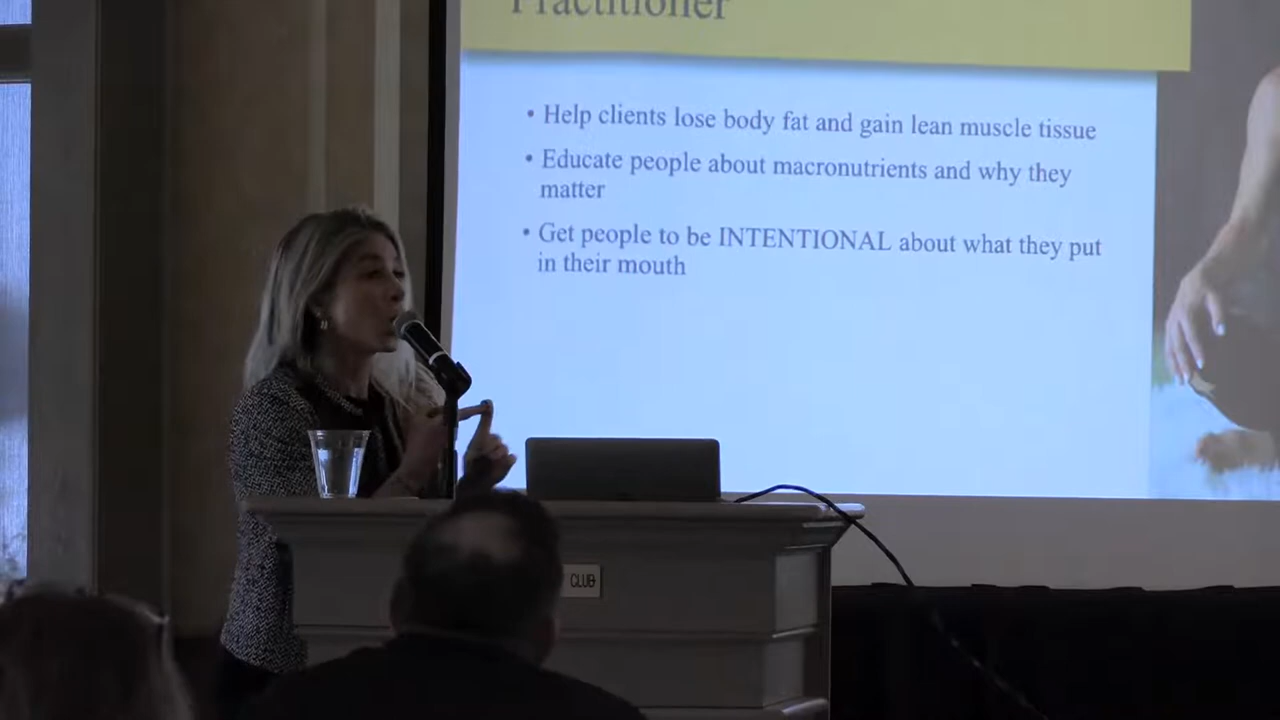 Practitioner
• Help clients lose body fat and gain lean muscle tissue
• Educate people about macronutrients and why they
matter
• Get people to be INTENTIONAL about what they put
in their mouth
CLUB